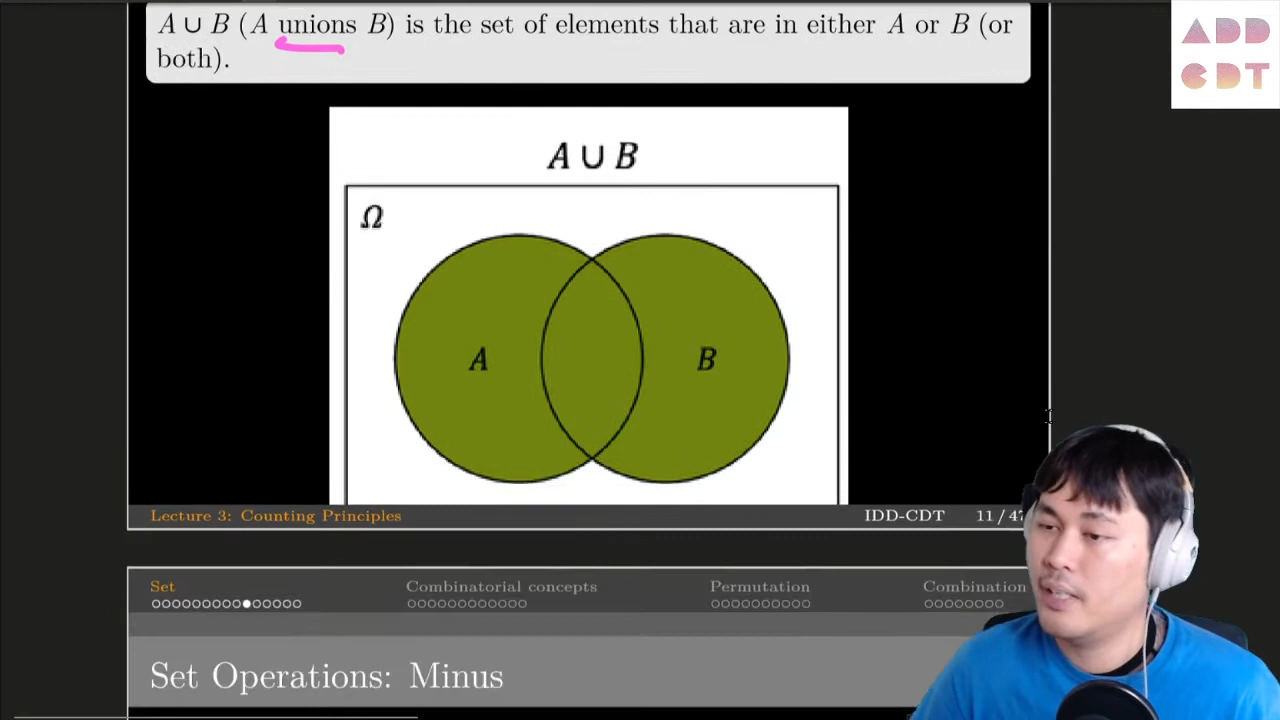 A ∪ B (A unions B) is the set of elements that are in either A or B (or
both).
ADD
CDT
A ∪ B
Ω
A
B
Lecture 3: Counting Principles
IDD-CDT 11 / 47
Set Combinatorial concepts Permutation Combination
Set Operations: Minus